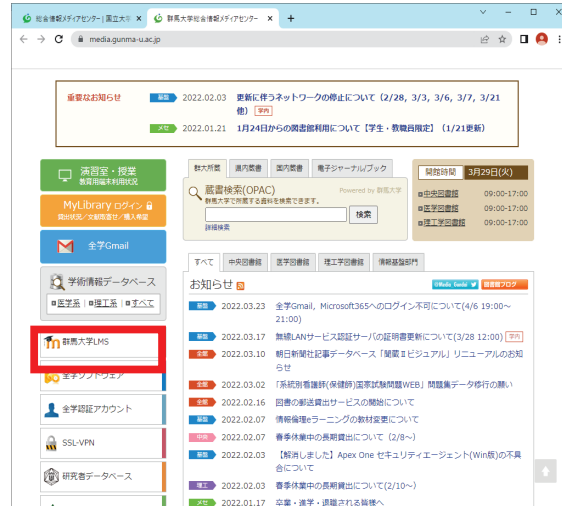 総合情報メディアセンター | 国立大学
群馬大学総合情報メディアセンター
media.gunma-u.ac.jp
重要なお知らせ
基盤 2022.02.03 更新に伴うネットワークの停止について（2/28, 3/3, 3/6, 3/7, 3/21
他） 学内
メセ 2022.01.21 1月24日からの図書館利用について【学生・教職員限定】（1/21更新）
演習室・授業
教育用端末利用状況
MyLibrary ログイン
貸出状況／文献取寄せ／購入希望
全学Gmail
学術情報データベース
医学系 | 理工系 | すべて
群馬大学LMS
全学ソフトウェア
全学認証アカウント
SSL-VPN
研究者データベース
群大所蔵 県内蔵書 国内蔵書 電子ジャーナル/ブック
蔵書検索(OPAC) Powered by 群馬大学
群馬大学で所蔵する資料を検索できます。
検索
詳細検索
開館時間 3月29日(火)
中央図書館 09:00-17:00
医学図書館 09:00-17:00
理工学図書館 09:00-17:00
すべて 中央図書館 医学図書館 理工学図書館 情報基盤部門
お知らせ
@Media_Gunda 図書館ブログ
基盤 2022.03.23 全学Gmail，Microsoft365へのログイン不可について(4/6 19:00～
21:00)
基盤 2022.03.17 無線LANサービス認証サーバの証明書更新について(3/28 12:00) 学内
全館 2022.03.10 朝日新聞社記事データベース「聞蔵Ⅱビジュアル」リニューアルのお知
らせ
全館 2022.03.02 「系統別看護師(保健師)国家試験問題WEB」問題集データ移行の願い
全館 2022.02.16 図書の郵送貸出サービスの開始について
基盤 2022.02.07 情報倫理eラーニングの教材変更について
中央 2022.02.07 春季休業中の長期貸出について（2/8～）
基盤 2022.02.03 【解消しました】Apex One セキュリティエージェント(Win版)の不具
合について
理工 2022.02.03 春季休業中の長期貸出について(2/10～)
メセ 2022.01.17 卒業・進学・退職される皆様へ